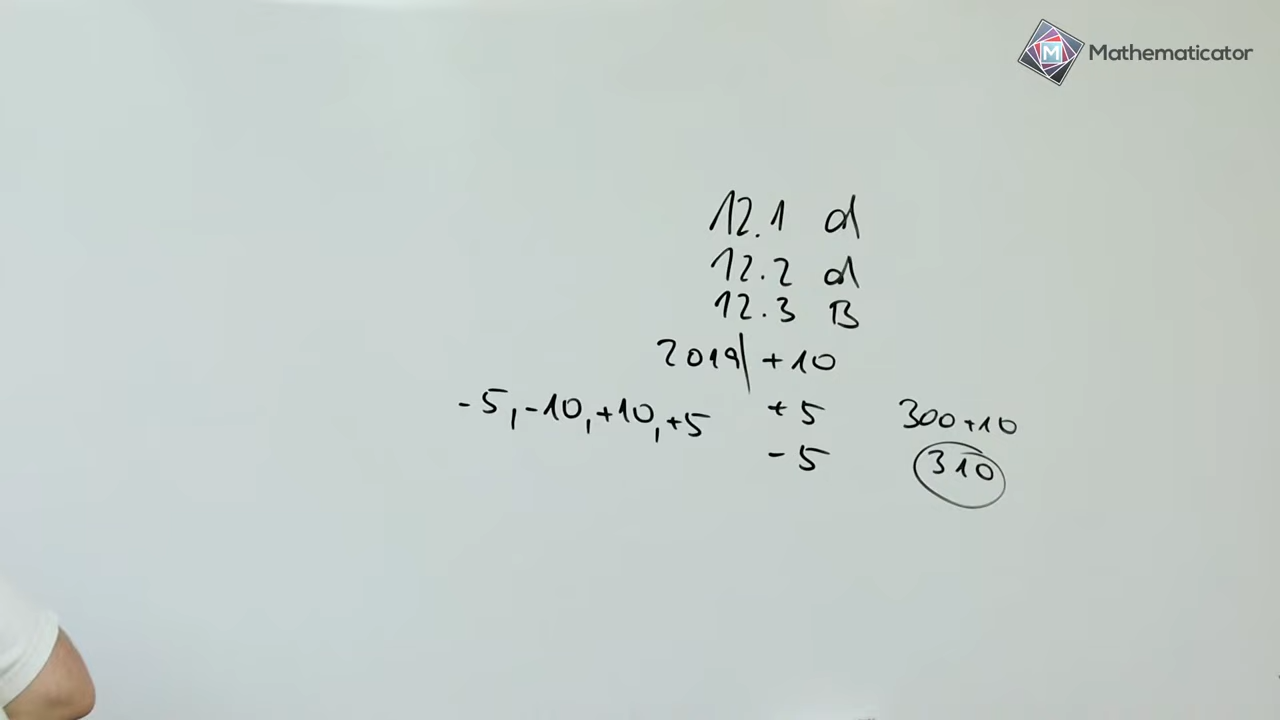 Mathematicator
12.1 d
12.2 d
12.3 B
2019 | +10
-5, -10, +10, +5 +5 300+10
-5 310